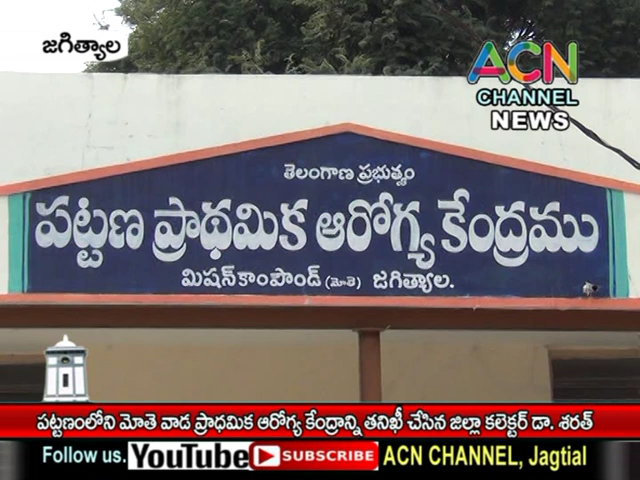 జగిత్యాల
ACN
CHANNEL
NEWS
తెలంగాణ ప్రభుత్వం
పట్టణ ప్రాథమిక ఆరోగ్య కేంద్రము
మిషన్ కాంపౌండ్ (మోతె) జగిత్యాల.
పట్టణంలోని మోతె వాడ ప్రాథమిక ఆరోగ్య కేంద్రాన్ని తనిఖీ చేసిన జిల్లా కలెక్టర్ డా. శరత్
Follow us. YouTube SUBSCRIBE ACN CHANNEL, Jagtial